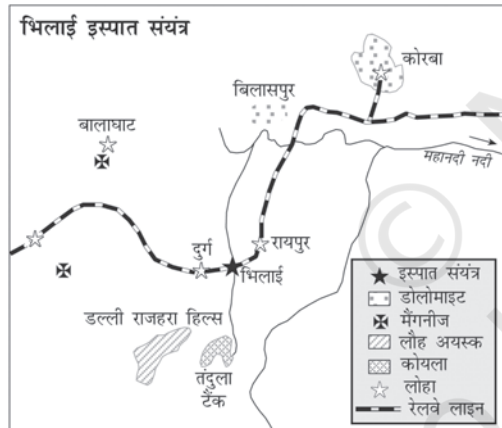 भिलाई इस्पात संयंत्र
कोरबा
बिलासपुर
बालाघाट
महानदी नदी
रायपुर
दुर्ग
भिलाई
डल्ली राजहरा हिल्स
तंदुला
टैंक
इस्पात संयंत्र
डोलोमाइट
मैंगनीज
लौह अयस्क
कोयला
लोहा
रेलवे लाइन